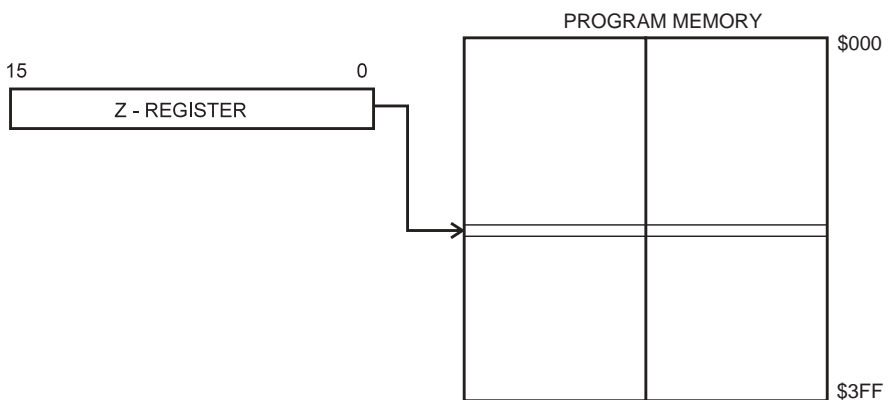 PROGRAM MEMORY
$000
15 0
Z - REGISTER
$3FF